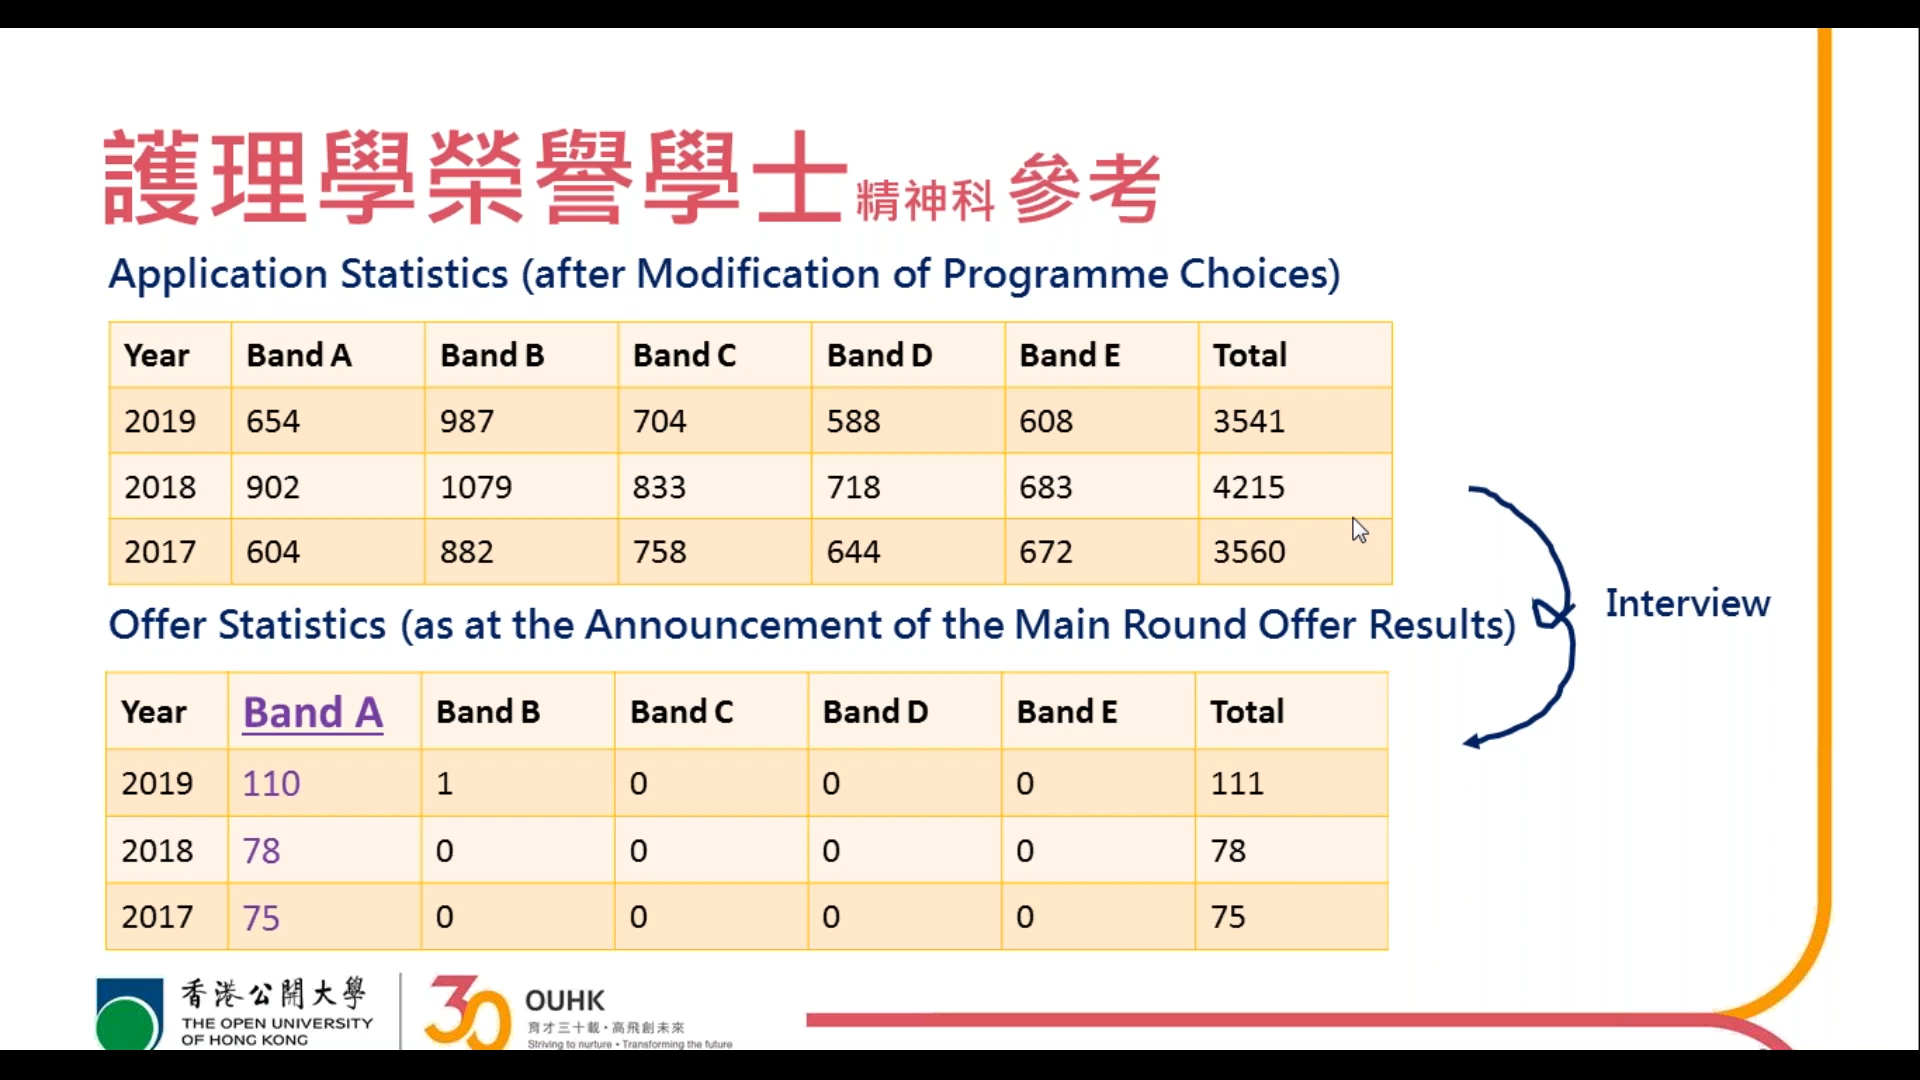 護理學榮譽學士精神科 參考
Application Statistics (after Modification of Programme Choices)
Year Band A Band B Band C Band D Band E Total
2019 654 987 704 588 608 3541
2018 902 1079 833 718 683 4215
2017 604 882 758 644 672 3560
Interview
Offer Statistics (as at the Announcement of the Main Round Offer Results)
Year Band A Band B Band C Band D Band E Total
2019 110 1 0 0 0 111
2018 78 0 0 0 0 78
2017 75 0 0 0 0 75
香港公開大學
THE OPEN UNIVERSITY
OF HONG KONG
30
OUHK
育才三十載・高飛創未來
Striving to nurture • Transforming the future